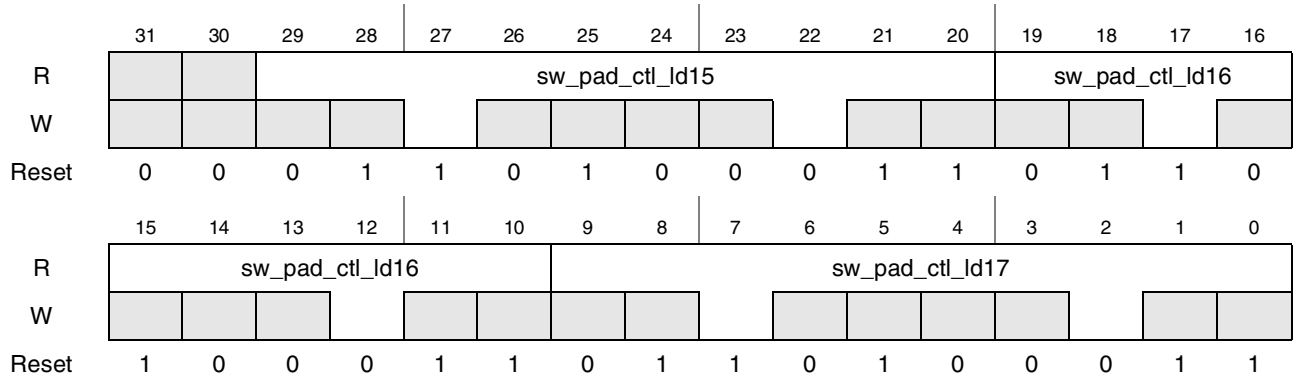 31 30 29 28 27 26 25 24 23 22 21 20 19 18 17 16
R sw_pad_ctl_ld15 sw_pad_ctl_ld16
W
Reset 0 0 0 1 1 0 1 0 0 0 1 1 0 1 1 0
15 14 13 12 11 10 9 8 7 6 5 4 3 2 1 0
R sw_pad_ctl_ld16 sw_pad_ctl_ld17
W
Reset 1 0 0 0 1 1 0 1 1 0 1 0 0 0 1 1